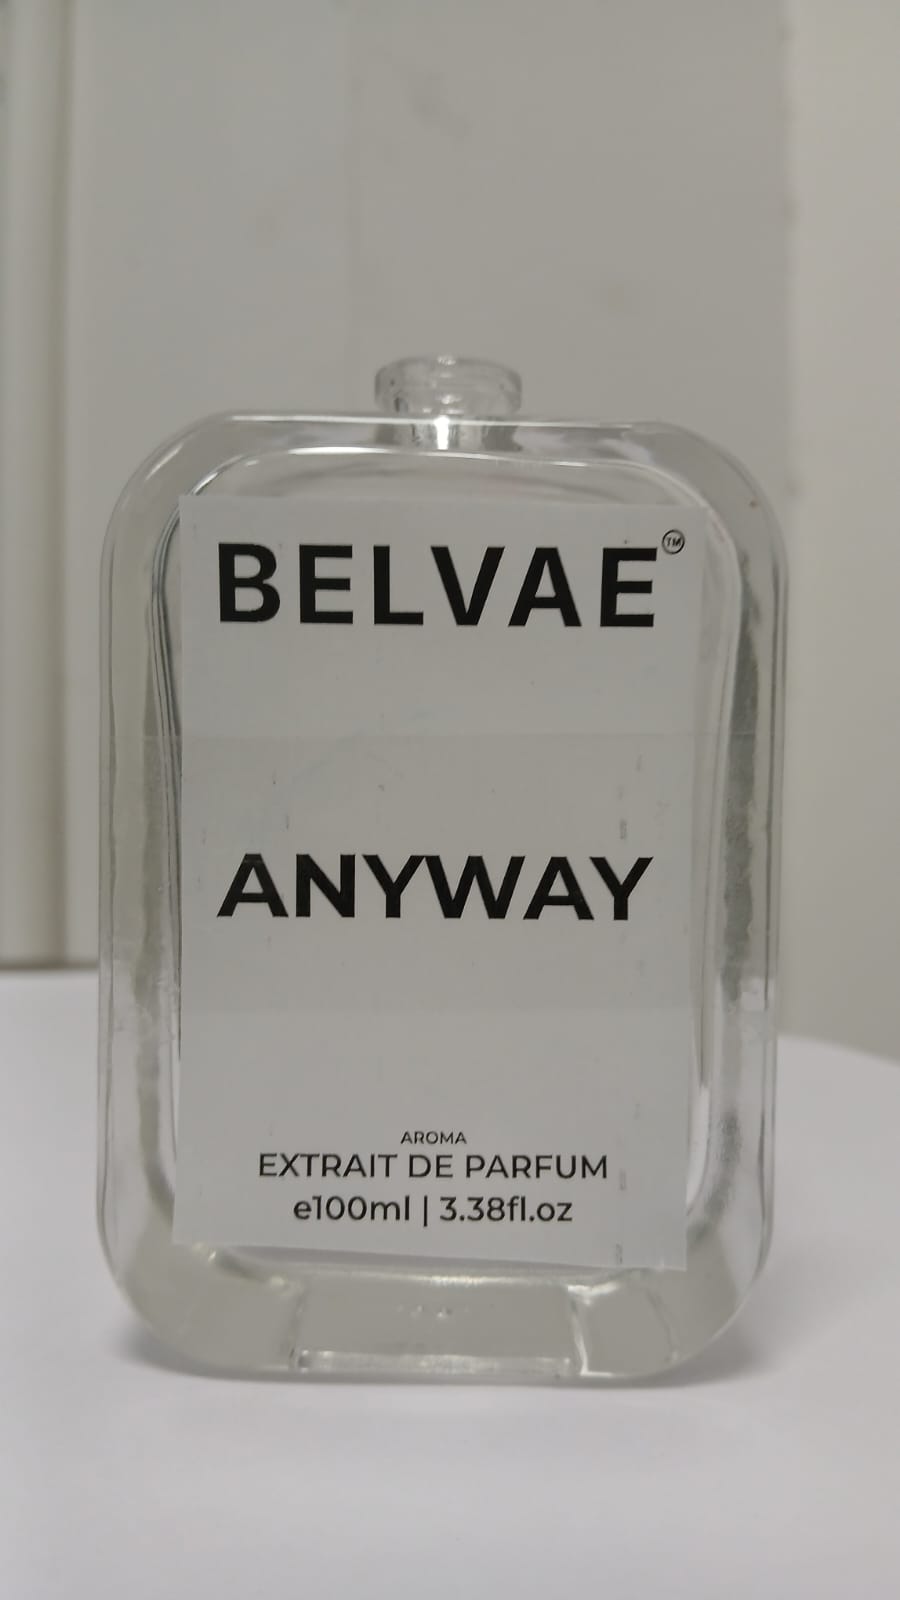 BELVAE™
ANYWAY
AROMA
EXTRAIT DE PARFUM
e100ml | 3.38fl.oz